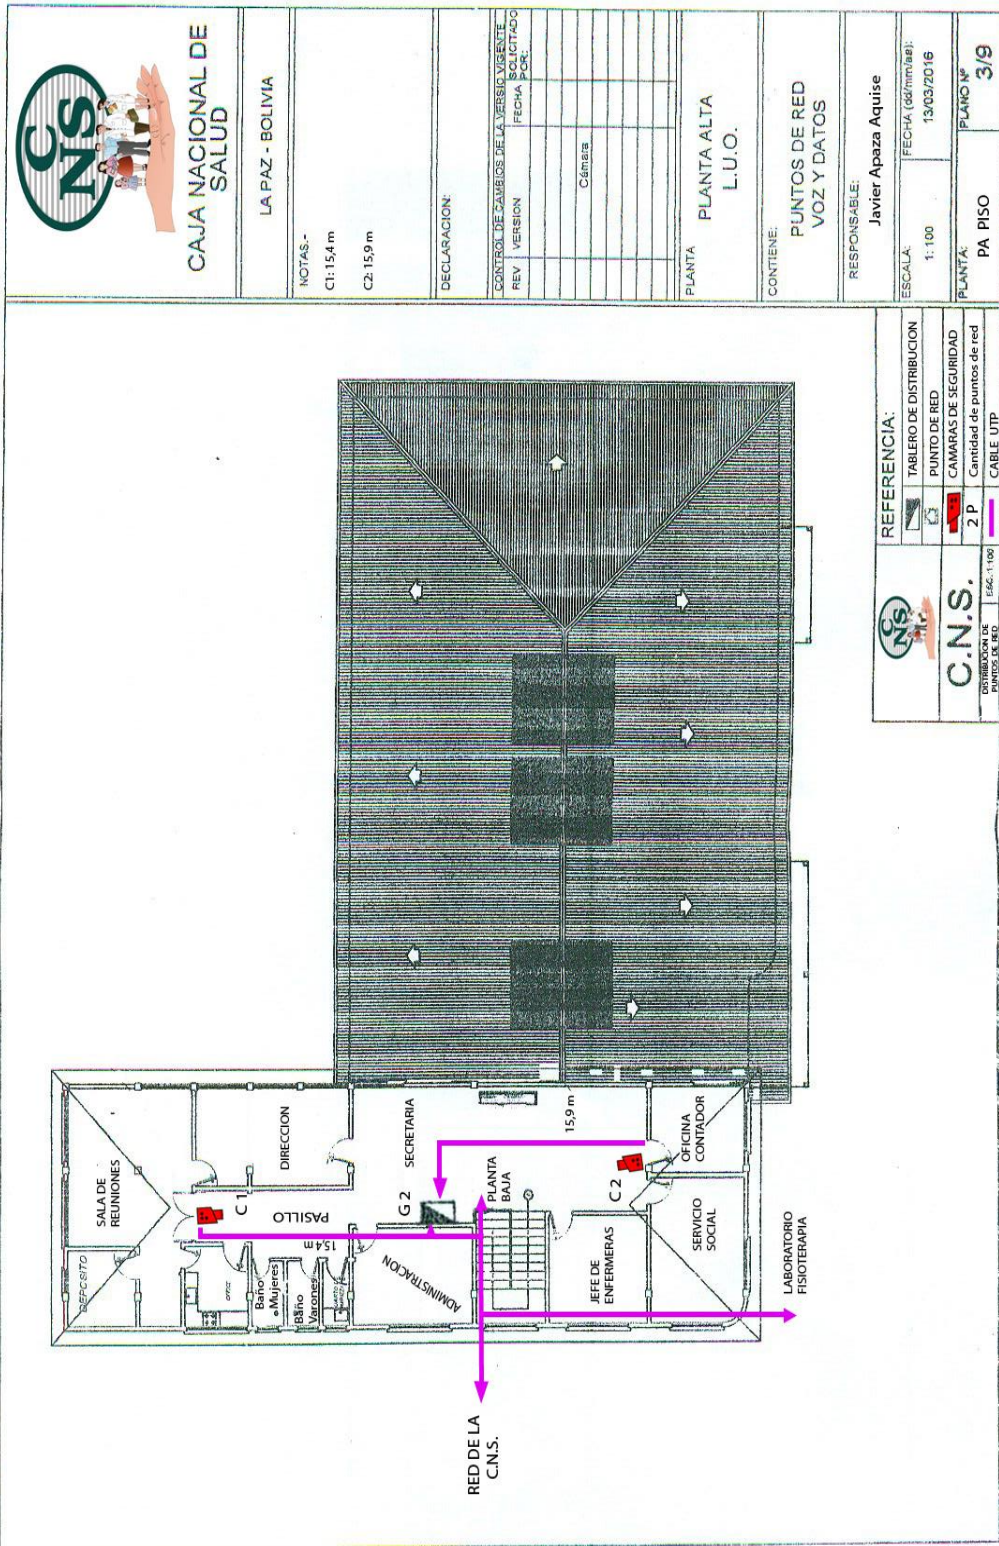 CNS
CAJA NACIONAL DE
SALUD
LA PAZ - BOLIVIA
NOTAS.-
C1: 15,4 m
C2: 15,9 m
DECLARACION:
CONTROL DE CAMBIOS DE LA VERSIO VIGENTE
REV VERSION FECHA SOLICITADO POR:
Cámara
PLANTA
PLANTA ALTA
L.U.O.
CONTIENE:
PUNTOS DE RED
VOZ Y DATOS
RESPONSABLE:
Javier Apaza Aquise
ESCALA:
1: 100
FECHA (dd/mm/aa):
13/03/2016
PLANTA:
PA PISO
PLANO Nº
3/9
REFERENCIA:
TABLERO DE DISTRIBUCION
PUNTO DE RED
CAMARAS DE SEGURIDAD
2 P Cantidad de puntos de red
CABLE UTP
CNS
C.N.S.
DISTRIBUCION DE
PUNTOS DE RED
ESC. 1:100
SALA DE
REUNIONES
DEPOSITO
DIRECCION
C 1
PASILLO
15,4 m
Baño
Mujeres
Baño
Varones
SECRETARIA
G 2
ADMINISTRACION
PLANTA
BAJA
15,9 m
C 2
OFICINA
CONTADOR
SERVICIO
SOCIAL
JEFE DE
ENFERMERAS
LABORATORIO
FISIOTERAPIA
RED DE LA
C.N.S.